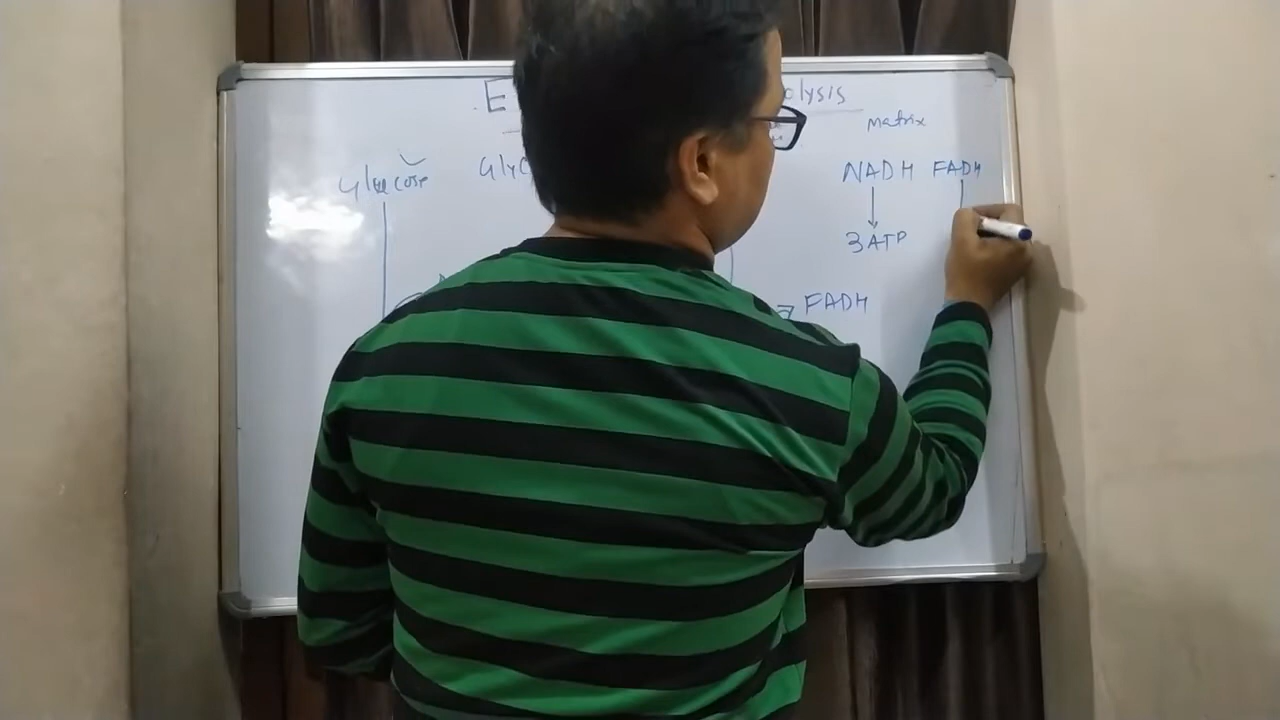 E olysis
matrix
Glucose Glyc NADH FADH
3ATP
FADH